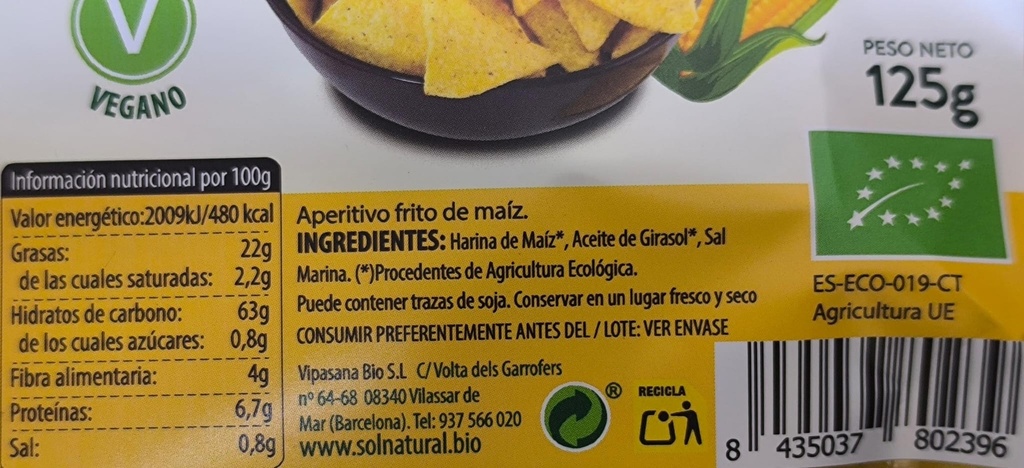 V
VEGANO
PESO NETO
125g
Información nutricional por 100g
Valor energético:2009kJ/480 kcal
Grasas: 22g
de las cuales saturadas: 2,2g
Hidratos de carbono: 63g
de los cuales azúcares: 0,8g
Fibra alimentaria: 4g
Proteínas: 6,7g
Sal: 0,8g
Aperitivo frito de maíz.
INGREDIENTES: Harina de Maíz*, Aceite de Girasol*, Sal
Marina. (*)Procedentes de Agricultura Ecológica.
Puede contener trazas de soja. Conservar en un lugar fresco y seco
CONSUMIR PREFERENTEMENTE ANTES DEL / LOTE: VER ENVASE
Vipasana Bio S.L C/ Volta dels Garrofers
nº 64-68 08340 Vilassar de
Mar (Barcelona). Tel: 937 566 020
www.solnatural.bio
®
RECICLA
ES-ECO-019-CT
Agricultura UE
8 435037 802396